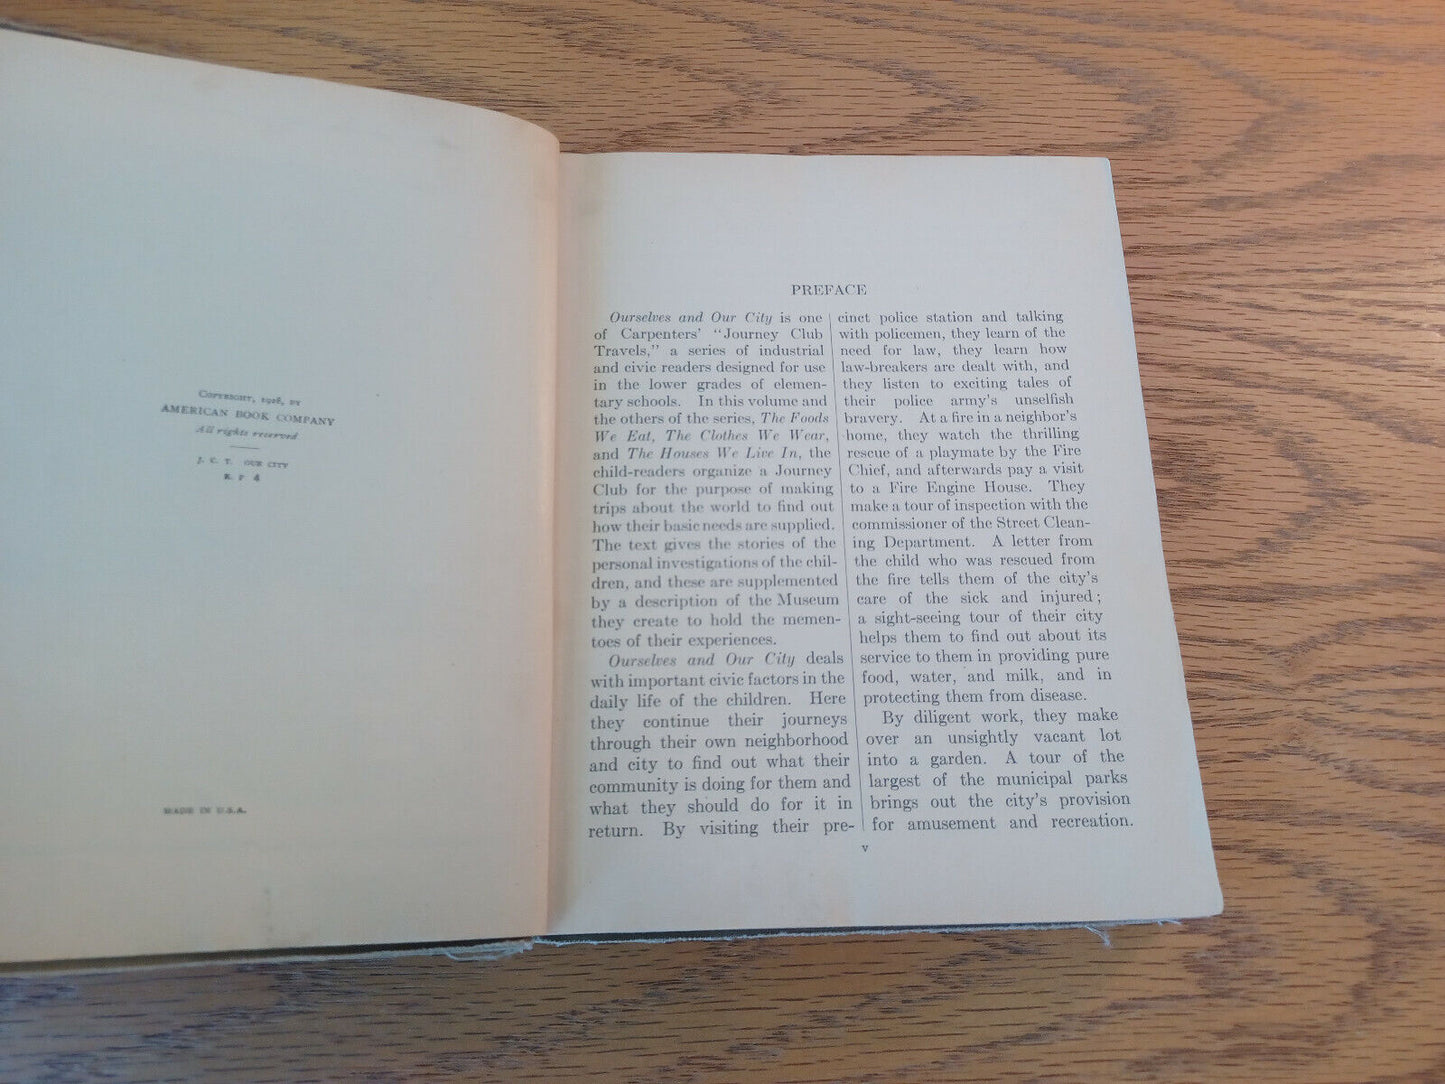 COPYRIGHT, 1928, BY
AMERICAN BOOK COMPANY
All rights reserved
J. C. T. OUR CITY
E. P 4
MADE IN U.S.A.
PREFACE
Ourselves and Our City is one
of Carpenters' "Journey Club
Travels," a series of industrial
and civic readers designed for use
in the lower grades of elemen-
tary schools. In this volume and
the others of the series, The Foods
We Eat, The Clothes We Wear,
and The Houses We Live In, the
child-readers organize a Journey
Club for the purpose of making
trips about the world to find out
how their basic needs are supplied.
The text gives the stories of the
personal investigations of the chil-
dren, and these are supplemented
by a description of the Museum
they create to hold the memen-
toes of their experiences.
Ourselves and Our City deals
with important civic factors in the
daily life of the children. Here
they continue their journeys
through their own neighborhood
and city to find out what their
community is doing for them and
what they should do for it in
return. By visiting their pre-
cinct police station and talking
with policemen, they learn of the
need for law, they learn how
law-breakers are dealt with, and
they listen to exciting tales of
their police army's unselfish
bravery. At a fire in a neighbor's
home, they watch the thrilling
rescue of a playmate by the Fire
Chief, and afterwards pay a visit
to a Fire Engine House. They
make a tour of inspection with the
commissioner of the Street Clean-
ing Department. A letter from
the child who was rescued from
the fire tells them of the city's
care of the sick and injured;
a sight-seeing tour of their city
helps them to find out about its
service to them in providing pure
food, water, and milk, and in
protecting them from disease.
By diligent work, they make
over an unsightly vacant lot
into a garden. A tour of the
largest of the municipal parks
brings out the city's provision
for amusement and recreation.
v